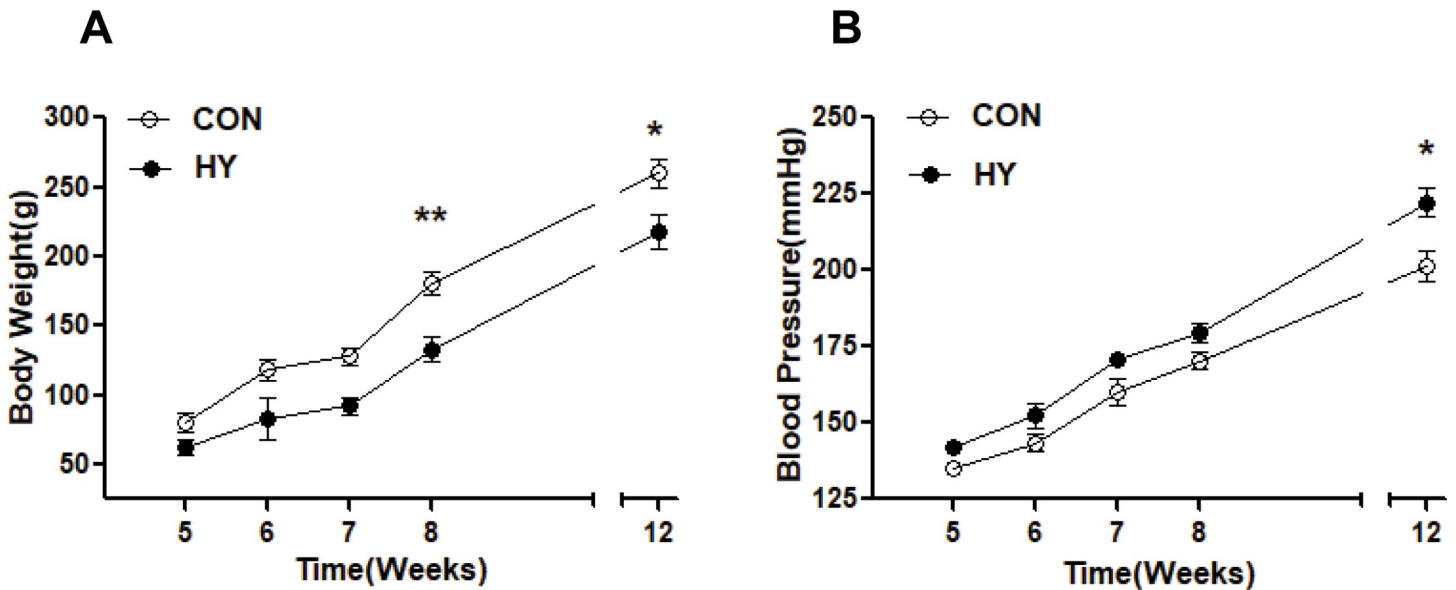 A
CON
HY
Body Weight(g)
300
250
200
150
100
50
**
*
5 6 7 8 12
Time(Weeks)
B
CON
HY
Blood Pressure(mmHg)
250
225
200
175
150
125
*
5 6 7 8 12
Time(Weeks)